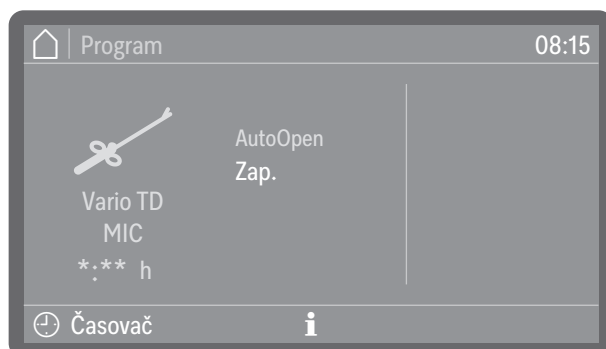 Program 08:15
AutoOpen
Zap.
Vario TD
MIC
*:** h
Časovač i